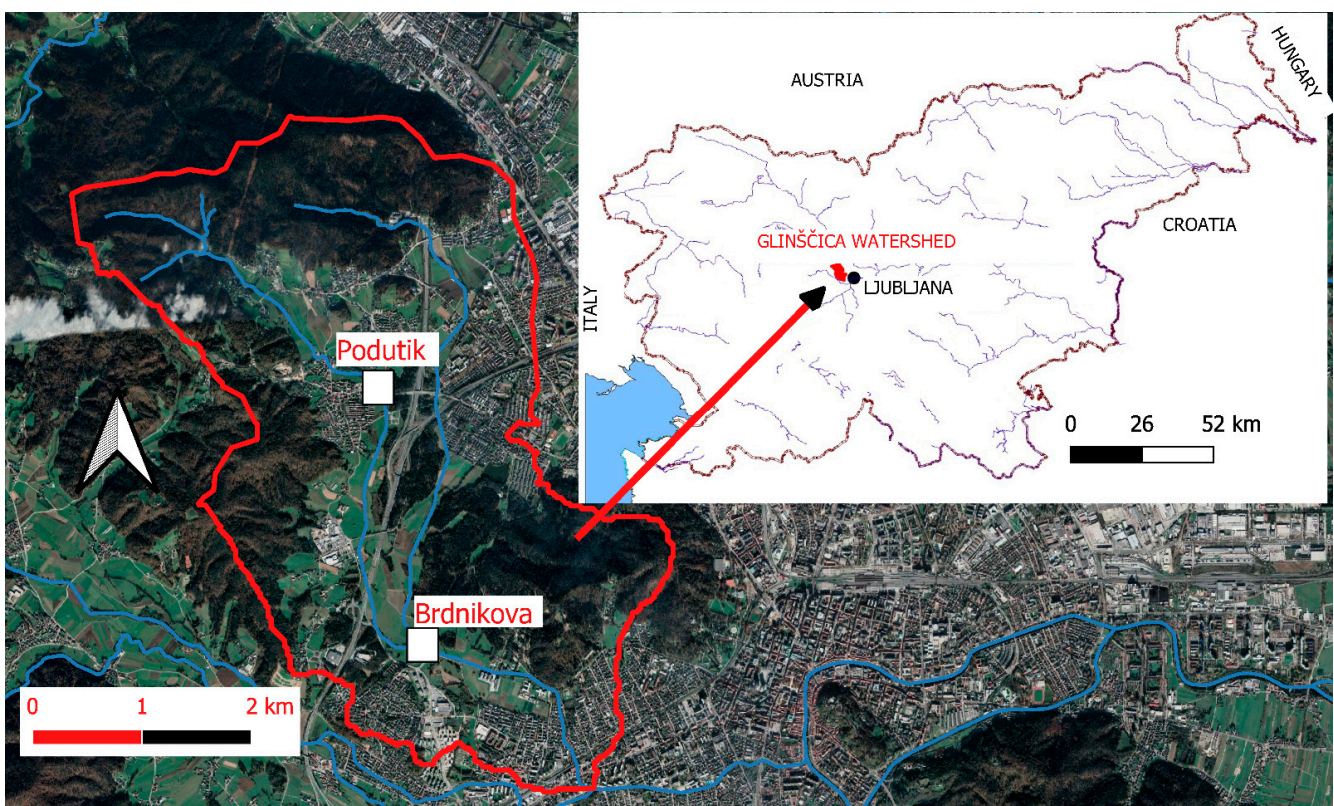 AUSTRIA
HUNGARY
GLINŠČICA WATERSHED
CROATIA
LJUBLJANA
ITALY
0 26 52 km
Podutik
Brdnikova
0 1 2 km